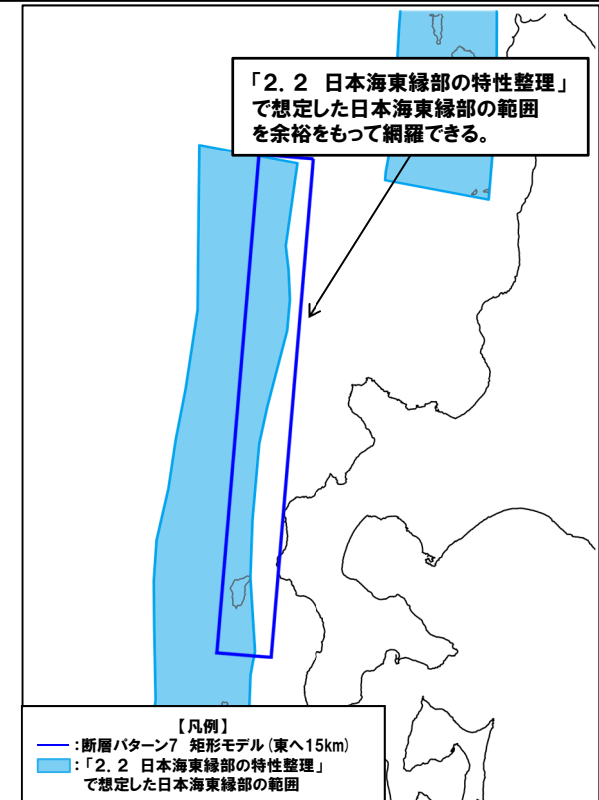 「2.2 日本海東縁部の特性整理」
で想定した日本海東縁部の範囲
を余裕をもって網羅できる。
【凡例】
:断層パターン7 矩形モデル(東へ15km)
:「2.2 日本海東縁部の特性整理」
で想定した日本海東縁部の範囲